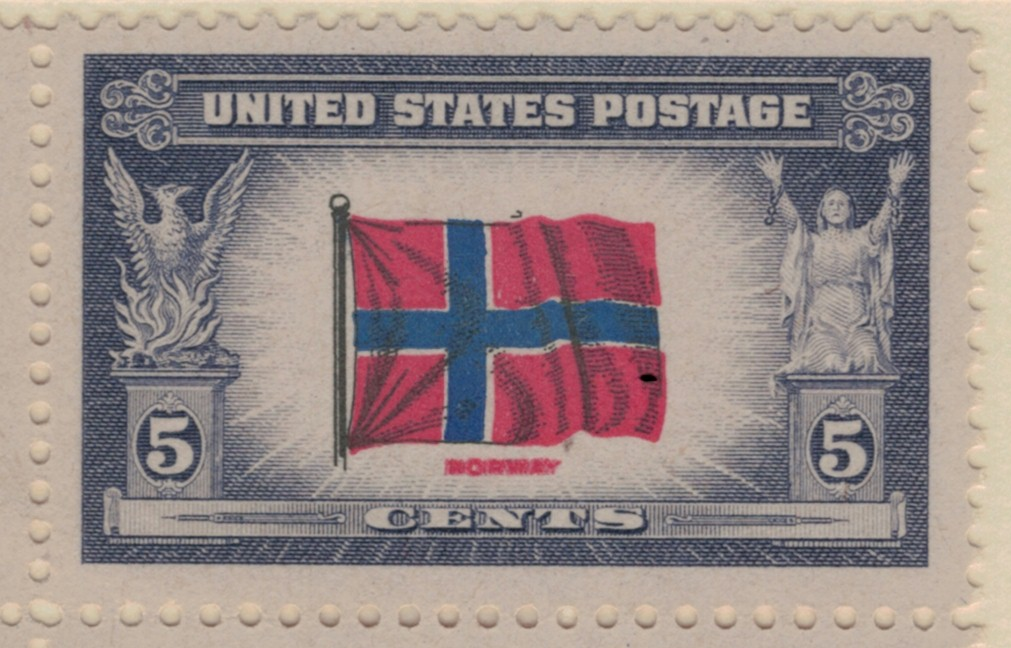 UNITED STATES POSTAGE
NORWAY
5 5
CENTS